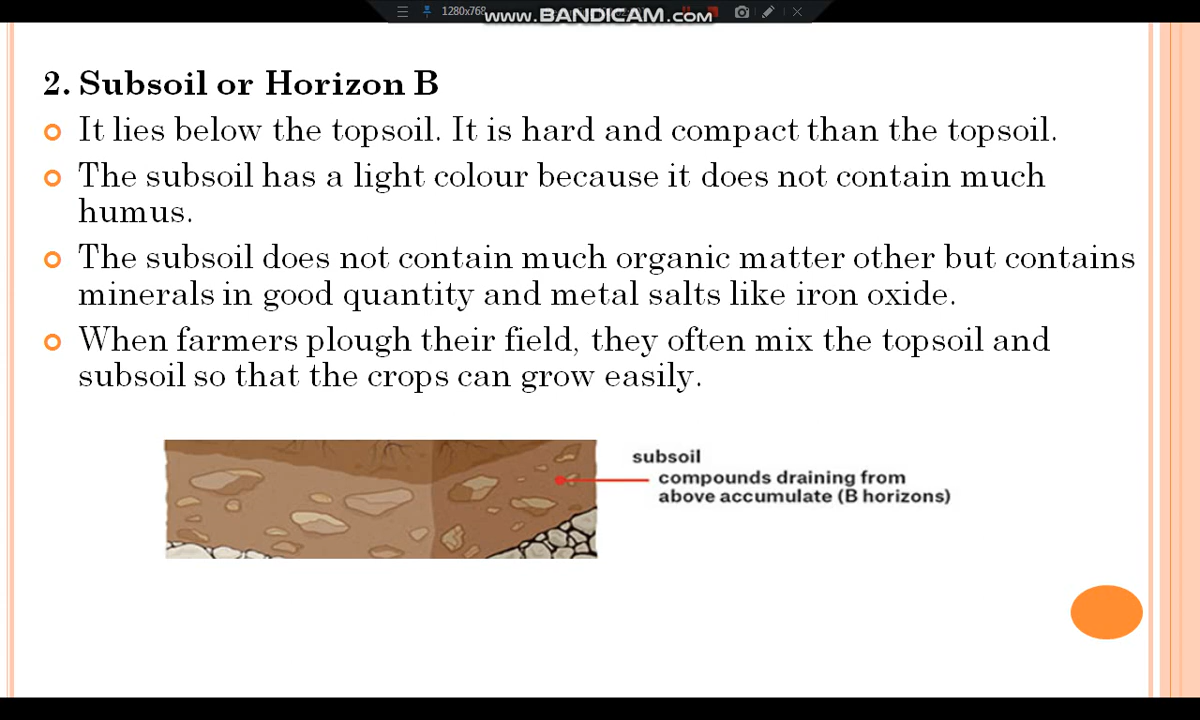 1280x768
www.BANDICAM.com
2. Subsoil or Horizon B
It lies below the topsoil. It is hard and compact than the topsoil.
The subsoil has a light colour because it does not contain much
humus.
The subsoil does not contain much organic matter other but contains
minerals in good quantity and metal salts like iron oxide.
When farmers plough their field, they often mix the topsoil and
subsoil so that the crops can grow easily.
subsoil
compounds draining from
above accumulate (B horizons)